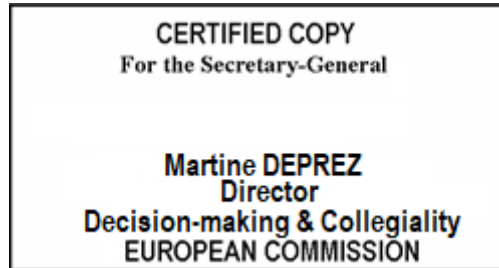 CERTIFIED COPY
For the Secretary-General
Martine DEPREZ
Director
Decision-making & Collegiality
EUROPEAN COMMISSION